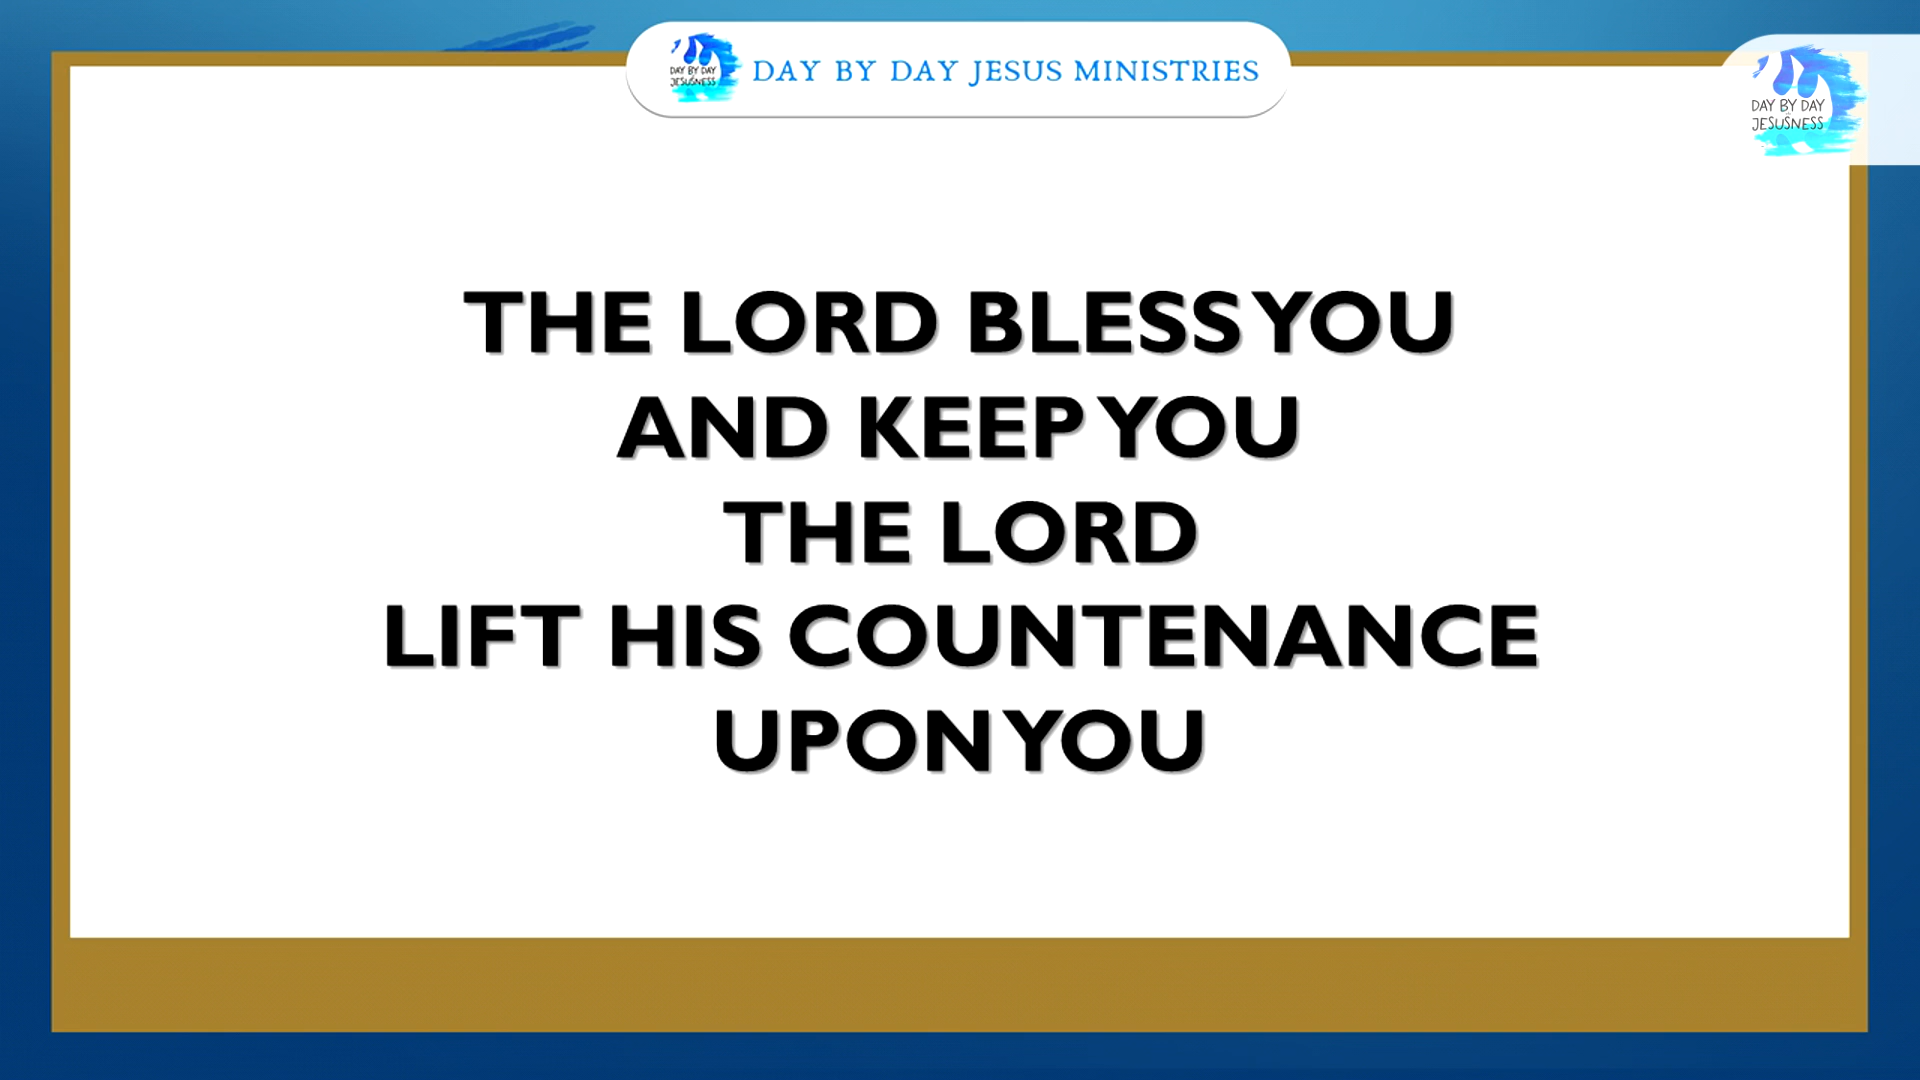 DAY BY DAY JESUS MINISTRIES
DAY BY DAY
JESUSNESS
DAY BY DAY
JESUSNESS
THE LORD BLESS YOU
AND KEEP YOU
THE LORD
LIFT HIS COUNTENANCE
UPON YOU